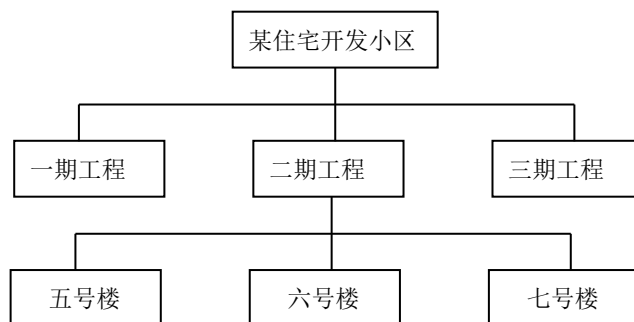 某住宅开发小区
一期工程
二期工程
三期工程
五号楼
六号楼
七号楼